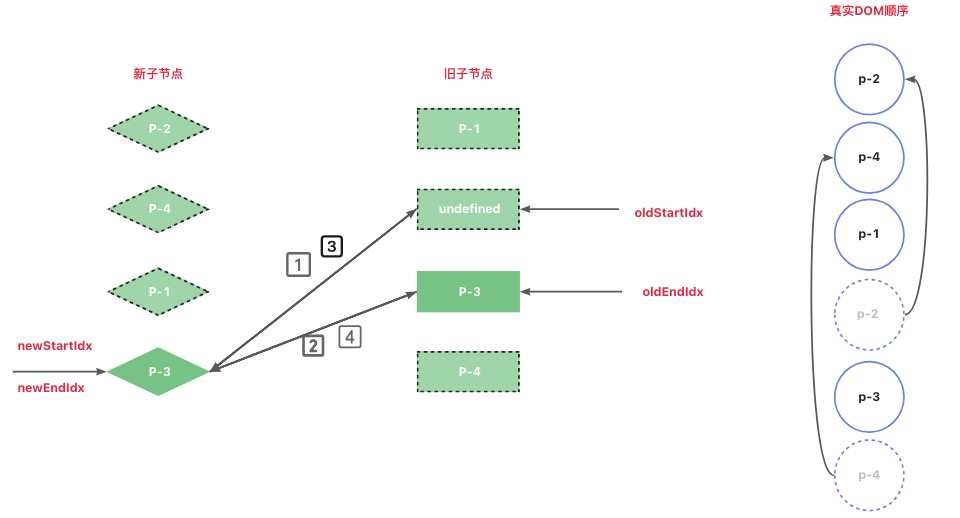 真实DOM顺序
新子节点
旧子节点
p-2
P-2
P-1
p-4
P-4
undefined
oldStartIdx
p-1
3
1
P-1
P-3
oldEndIdx
p-2
newStartIdx
2
4
P-3
P-4
newEndIdx
p-3
p-4